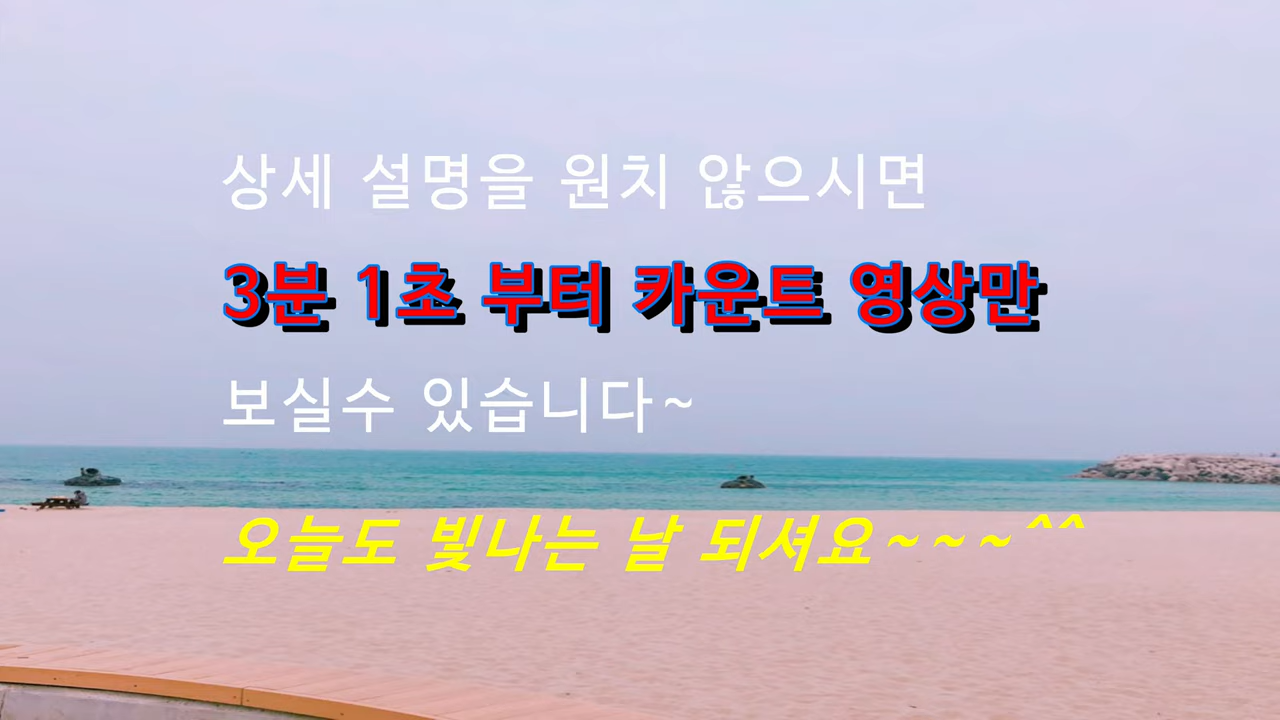 상세 설명을 원치 않으시면
3분 1초 부터 카운트 영상만
보실수 있습니다~
오늘도 빛나는 날 되셔요~~~^^